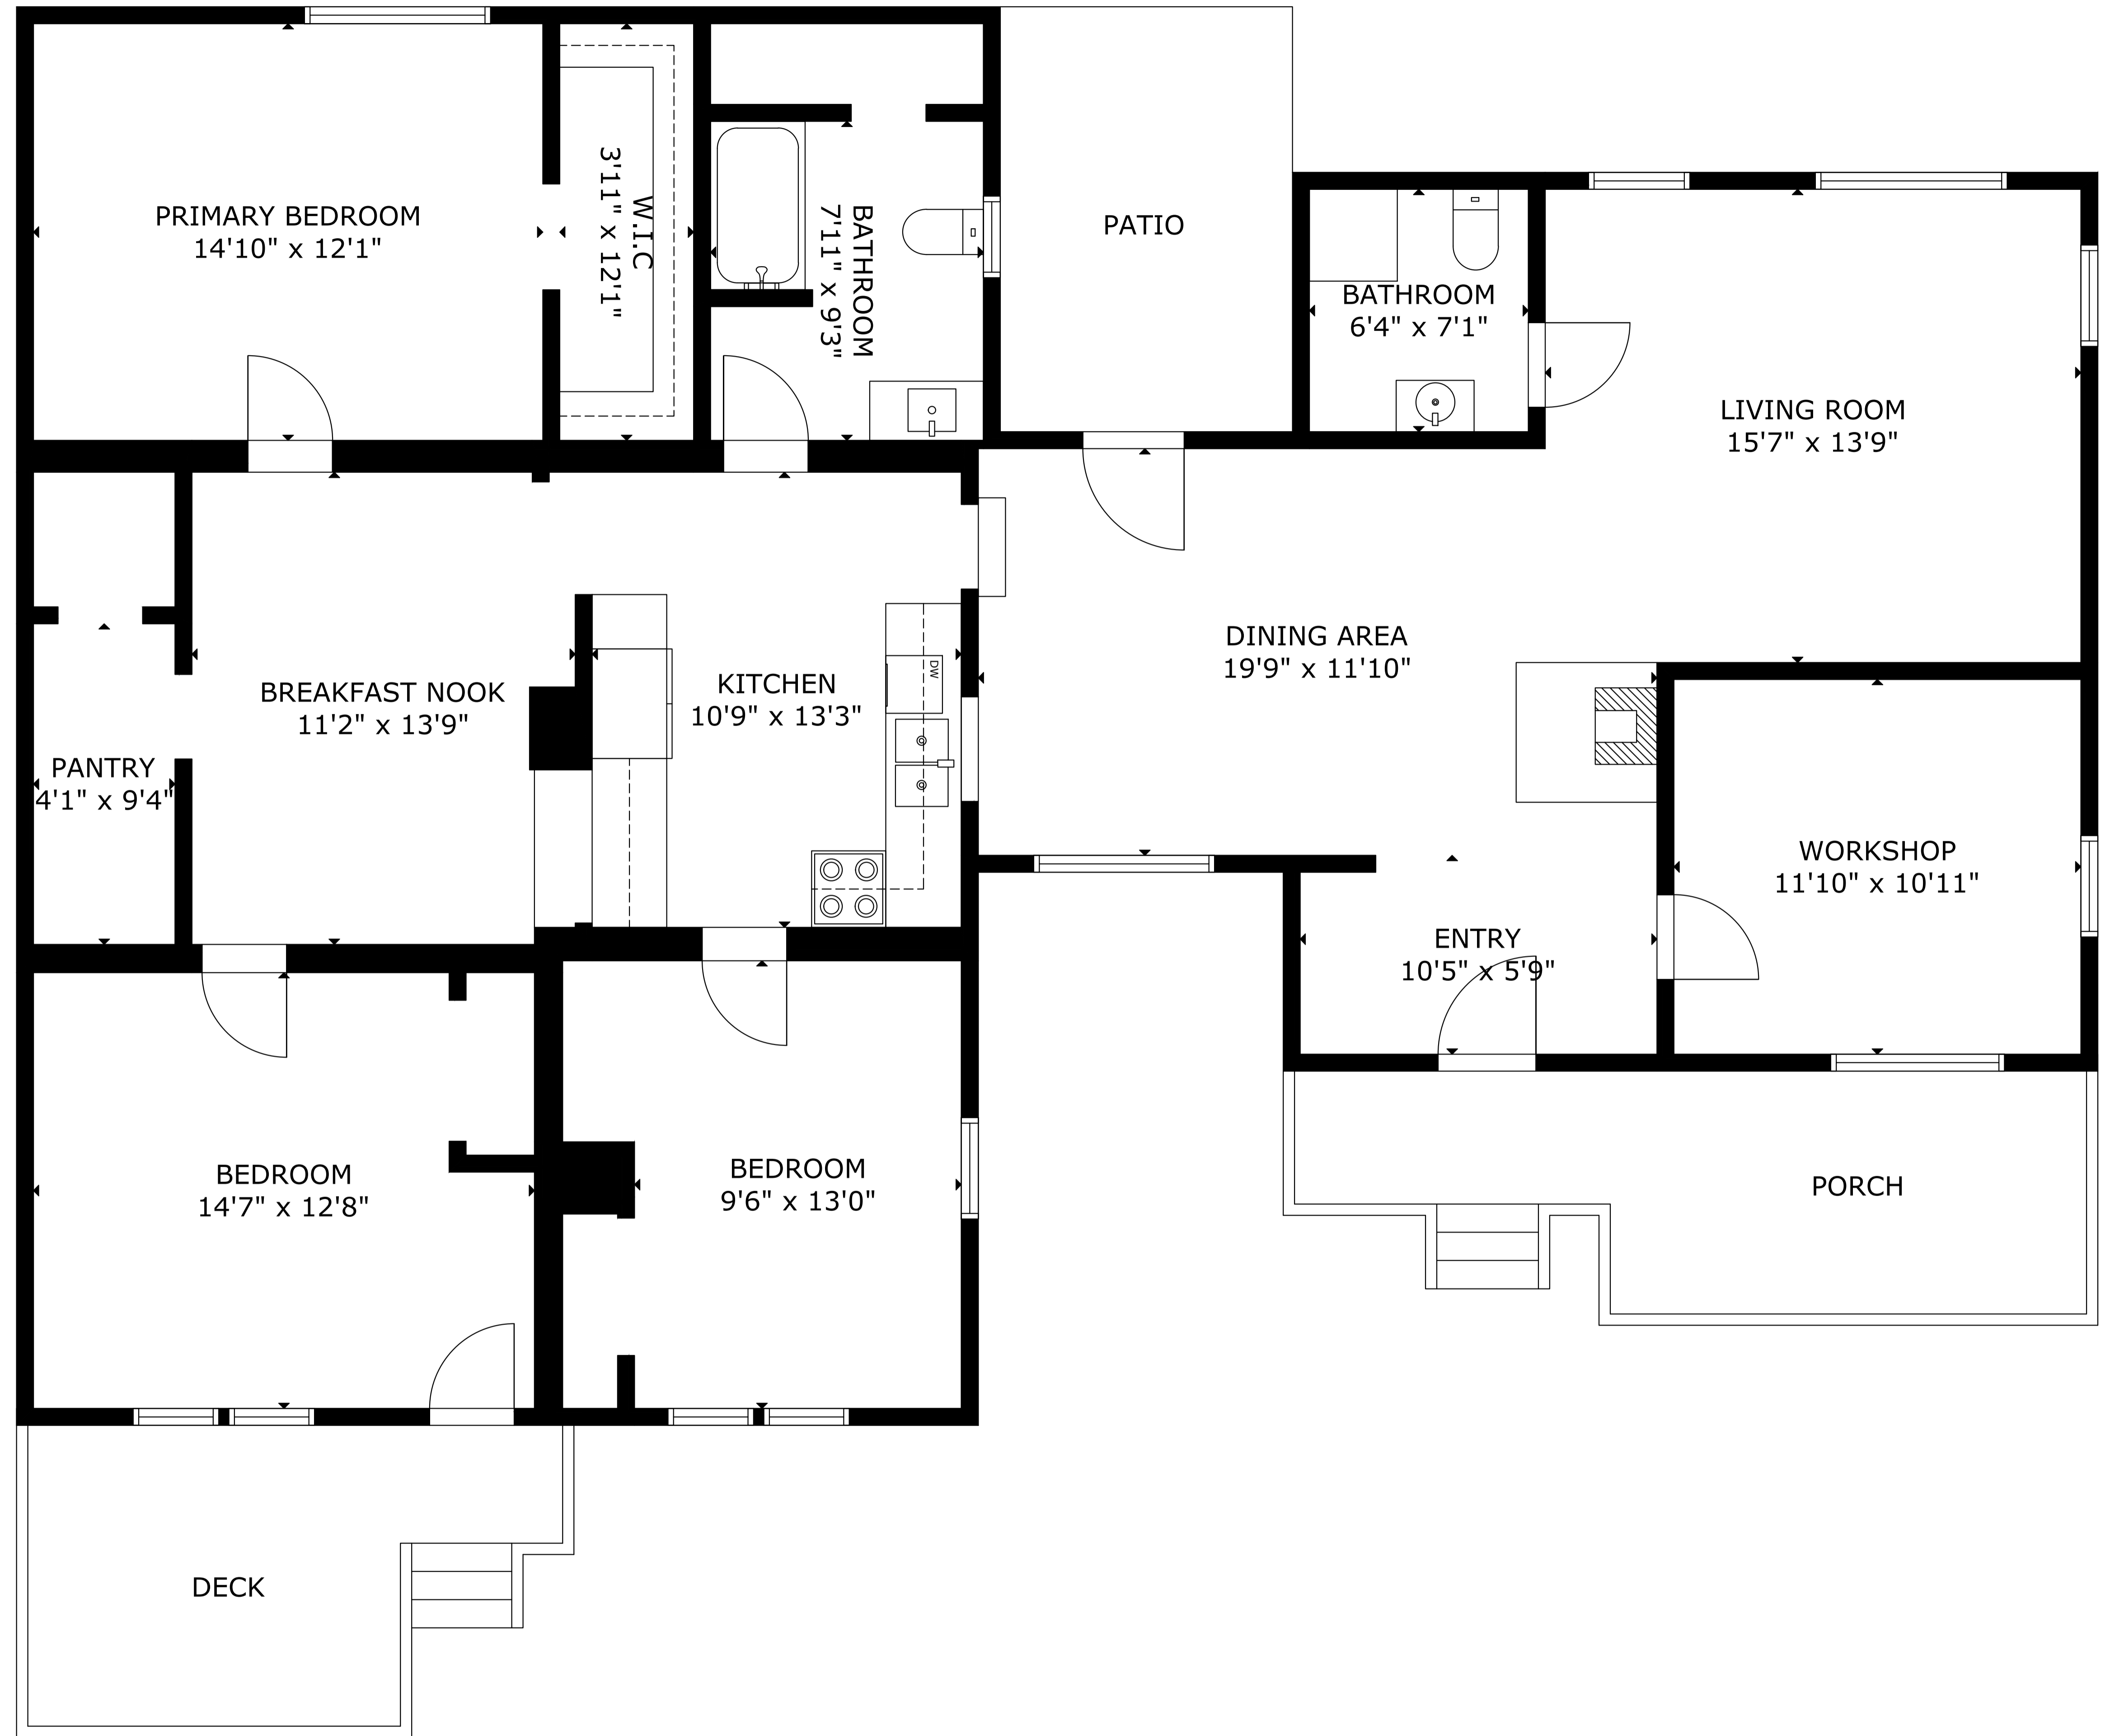 PRIMARY BEDROOM
14'10" x 12'1"
W.I.C
3'11" x 12'1"
BATHROOM
7'11" x 9'3"
PATIO
BATHROOM
6'4" x 7'1"
LIVING ROOM
15'7" x 13'9"
PANTRY
4'1" x 9'4"
BREAKFAST NOOK
11'2" x 13'9"
KITCHEN
10'9" x 13'3"
DW
DINING AREA
19'9" x 11'10"
WORKSHOP
11'10" x 10'11"
ENTRY
10'5" x 5'9"
BEDROOM
14'7" x 12'8"
BEDROOM
9'6" x 13'0"
PORCH
DECK